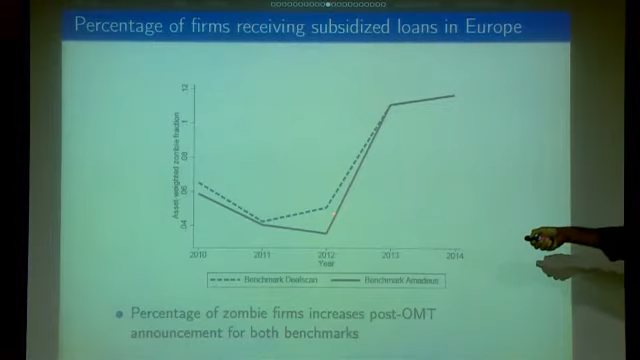 Percentage of firms receiving subsidized loans in Europe
Asset-weighted zombie fraction
.12
.1
.08
.06
.04
2010 2011 2012 2013 2014
Year
Benchmark Dealscan Benchmark Amadeus
Percentage of zombie firms increases post-OMT
announcement for both benchmarks